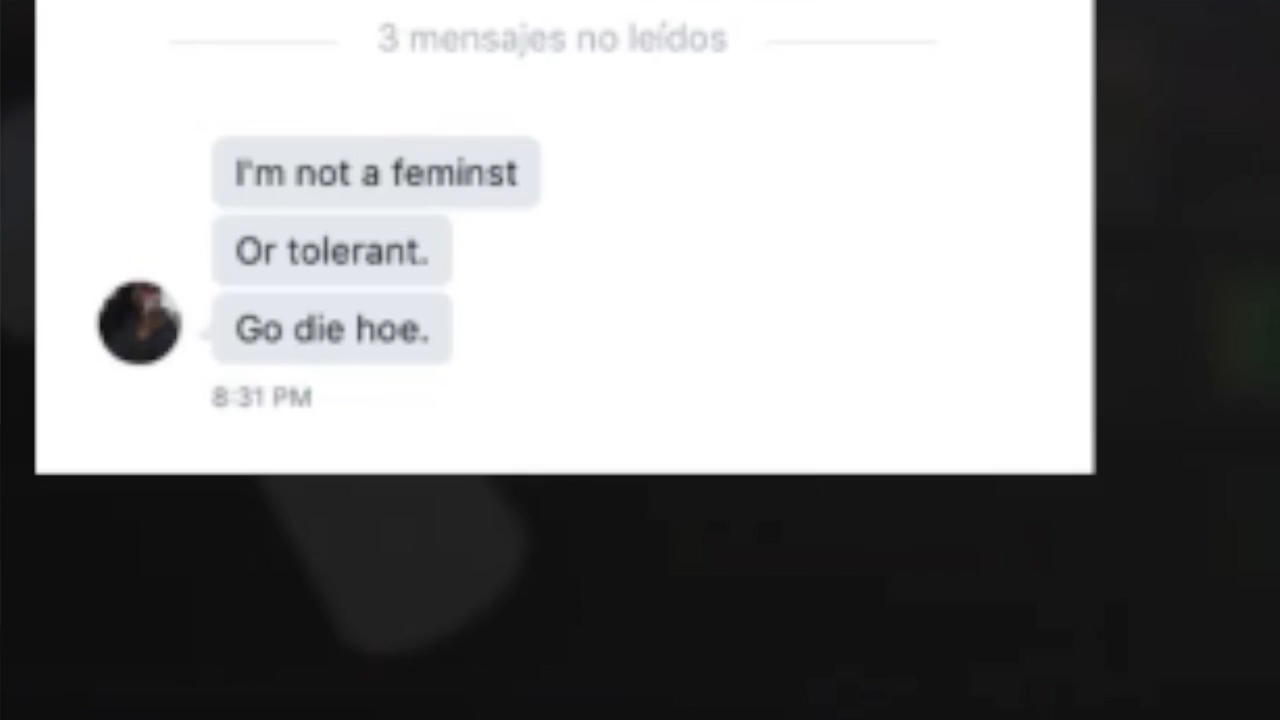 3 mensajes no leídos
I'm not a feminst
Or tolerant.
Go die hoe.
8:31 PM